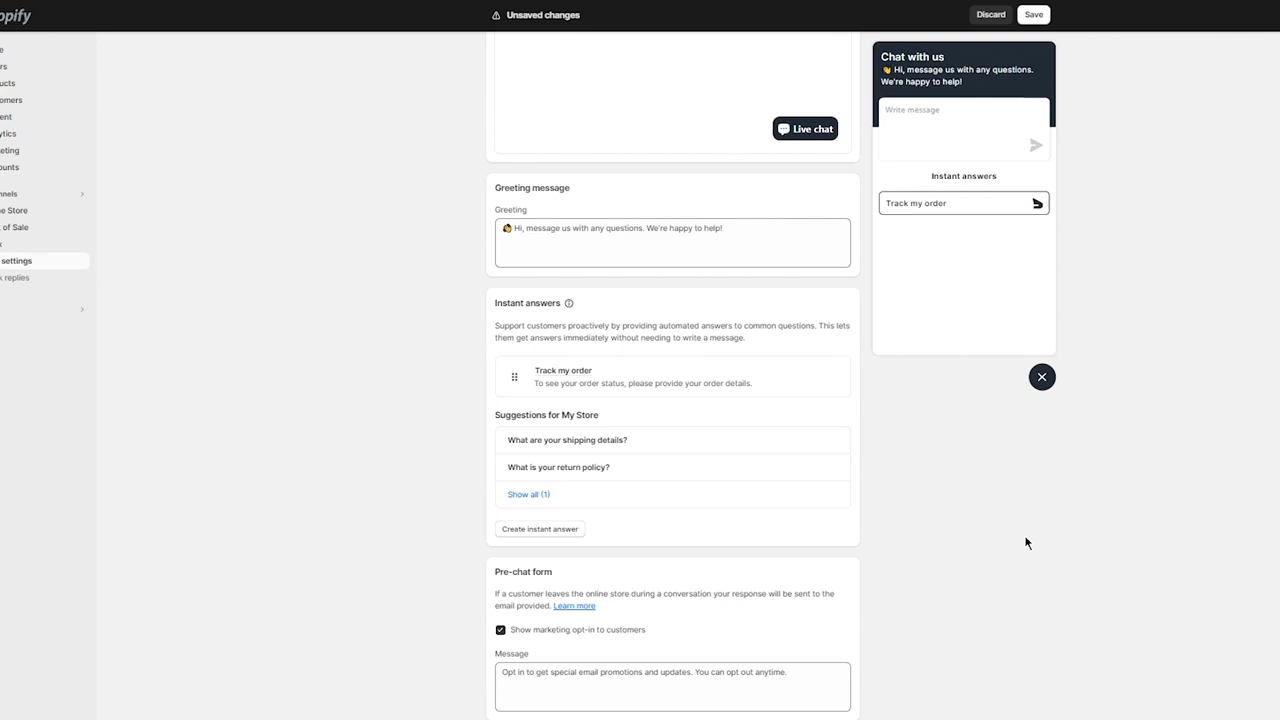 opify
Unsaved changes
Discard
Save
e
rs
ucts
omers
ent
ytics
eting
ounts
nnels
ne Store
t of Sale
x
settings
x replies
Live chat
Greeting message
Greeting
👋 Hi, message us with any questions. We're happy to help!
Instant answers
Support customers proactively by providing automated answers to common questions. This lets
them get answers immediately without needing to write a message.
Track my order
To see your order status, please provide your order details.
Suggestions for My Store
What are your shipping details?
What is your return policy?
Show all (1)
Create instant answer
Pre-chat form
If a customer leaves the online store during a conversation your response will be sent to the
email provided. Learn more
Show marketing opt-in to customers
Message
Opt in to get special email promotions and updates. You can opt out anytime.
Chat with us
👋 Hi, message us with any questions.
We're happy to help!
Write message
Instant answers
Track my order